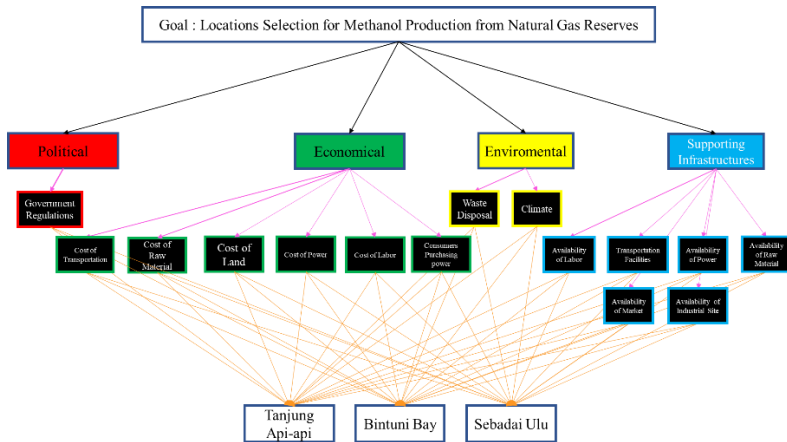 Goal : Locations Selection for Methanol Production from Natural Gas Reserves
Political
Economical
Enviromental
Supporting
Infrastructures
Government
Regulations
Waste
Disposal
Climate
Cost of
Transportation
Cost of
Raw
Material
Cost of
Land
Cost of Power
Cost of Labor
Consumers
Purchasing
power
Availability
of Labor
Transportation
Facilities
Availability
of Power
Availability
of Raw
Material
Availability
of Market
Availability of
Industrial Site
Tanjung
Api-api
Bintuni Bay
Sebadai Ulu